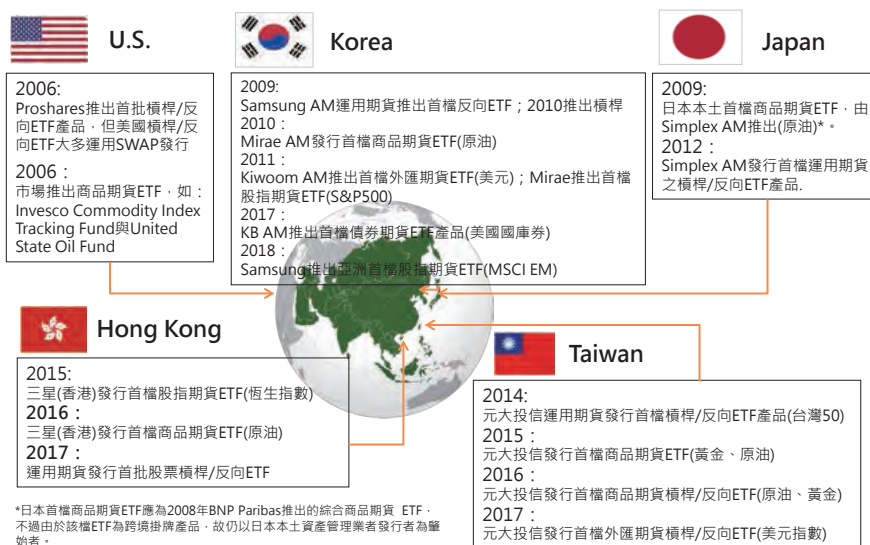 U.S.
2006:
Proshares推出首批槓桿/反
向ETF產品，但美國槓桿/反
向ETF大多運用SWAP發行
2006：
市場推出商品期貨ETF，如：
Invesco Commodity Index
Tracking Fund與United
State Oil Fund
Korea
2009:
Samsung AM運用期貨推出首檔反向ETF；2010推出槓桿
2010：
Mirae AM發行首檔商品期貨ETF(原油)
2011：
Kiwoom AM推出首檔外匯期貨ETF(美元)；Mirae推出首檔
股指期貨ETF(S&P500)
2017：
KB AM推出首檔債券期貨ETF產品(美國國庫券)
2018：
Samsung推出亞洲首檔股指期貨ETF(MSCI EM)
Japan
2009:
日本本土首檔商品期貨ETF，由
Simplex AM推出(原油)*。
2012：
Simplex AM發行首檔運用期貨
之槓桿/反向ETF產品.
Hong Kong
2015:
三星(香港)發行首檔股指期貨ETF(恆生指數)
2016：
三星(香港)發行首檔商品期貨ETF(原油)
2017：
運用期貨發行首批股票槓桿/反向ETF
Taiwan
2014:
元大投信運用期貨發行首檔槓桿/反向ETF產品(台灣50)
2015：
元大投信發行首檔商品期貨ETF(黃金、原油)
2016：
元大投信發行首檔商品期貨槓桿/反向ETF(原油、黃金)
2017：
元大投信發行首檔外匯期貨槓桿/反向ETF(美元指數)
*日本首檔商品期貨ETF應為2008年BNP Paribas推出的綜合商品期貨 ETF，
不過由於該檔ETF為跨境掛牌產品，故仍以日本本土資產管理業者發行者為肇
始者。